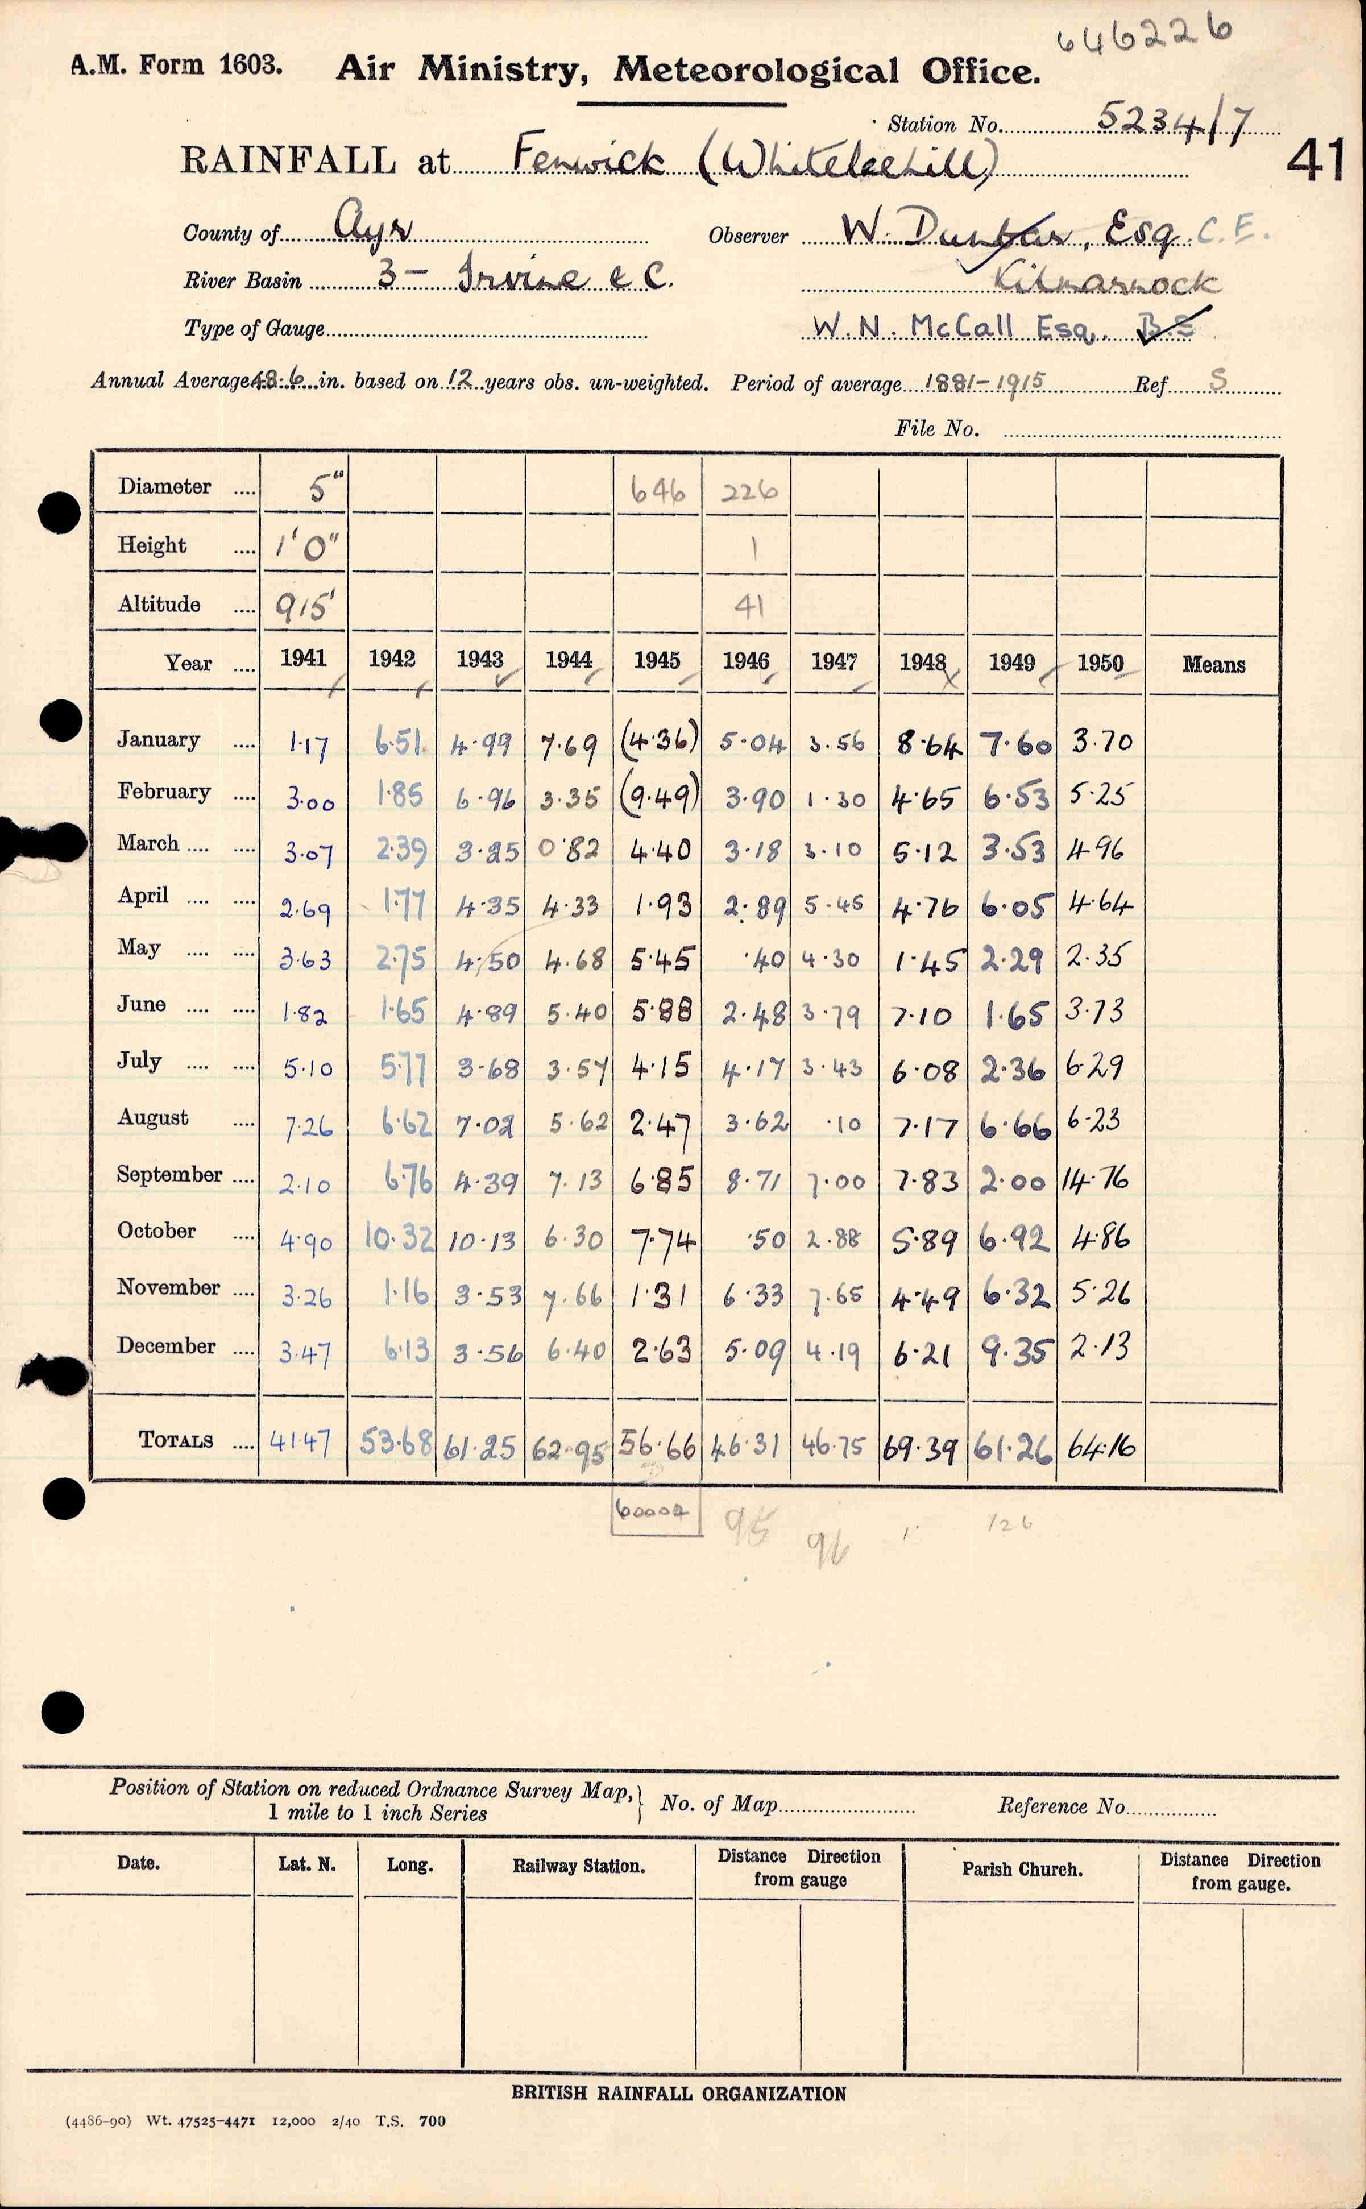 646226
A.M. Form 1603. Air Ministry, Meteorological Office.
Station No. 5234/7
41
RAINFALL at Fenwick (Whiteleehill)
County of Ayr Observer W. Dunbar, Esq. C.E.
River Basin 3- Irvine &C. Kilmarnock
Type of Gauge W.N. McCall Esq. B.S
Annual Average 48.6 in. based on 12 years obs. un-weighted. Period of average 1881-1915 Ref S
File No.
Diameter .... 5" 646 226
Height .... 1'0" 1
Altitude .... 915' 41
Year .... 1941 1942 1943 1944 1945 1946 1947 1948 1949 1950 Means
January .... 1.17 6.51 4.99 7.69 (4.36) 5.04 3.56 8.64 7.60 3.70
February .... 3.00 1.85 6.96 3.35 (9.49) 3.90 1.30 4.65 6.53 5.25
March .... .... 3.07 2.39 3.25 0.82 4.40 3.18 3.10 5.12 3.53 4.96
April .... .... 2.69 1.77 4.35 4.33 1.93 2.89 5.45 4.76 6.05 4.64
May .... .... 3.63 2.75 4.50 4.68 5.45 .40 4.30 1.45 2.29 2.35
June .... .... 1.82 1.65 4.89 5.40 5.88 2.48 3.79 7.10 1.65 3.73
July .... .... 5.10 5.77 3.68 3.57 4.15 4.17 3.43 6.08 2.36 6.29
August .... 7.26 6.62 7.02 5.62 2.47 3.62 .10 7.17 6.66 6.23
September .... 2.10 6.76 4.39 7.13 6.85 8.71 7.00 7.83 2.00 14.76
October .... 4.90 10.32 10.13 6.30 7.74 .50 2.88 5.89 6.92 4.86
November .... 3.26 1.16 3.53 7.66 1.31 6.33 7.65 4.49 6.32 5.26
December .... 3.47 6.13 3.56 6.40 2.63 5.09 4.19 6.21 9.35 2.13
TOTALS .... 41.47 53.68 61.25 62.95 56.66 46.31 46.75 69.39 61.26 64.16
95 96 126
Position of Station on reduced Ordnance Survey Map, } No. of Map Reference No.
1 mile to 1 inch Series
Date. Lat. N. Long. Railway Station. Distance Direction from gauge Parish Church. Distance Direction from gauge.
BRITISH RAINFALL ORGANIZATION
(4486-90) Wt. 47525-4471 12,000 2/40 T.S. 700